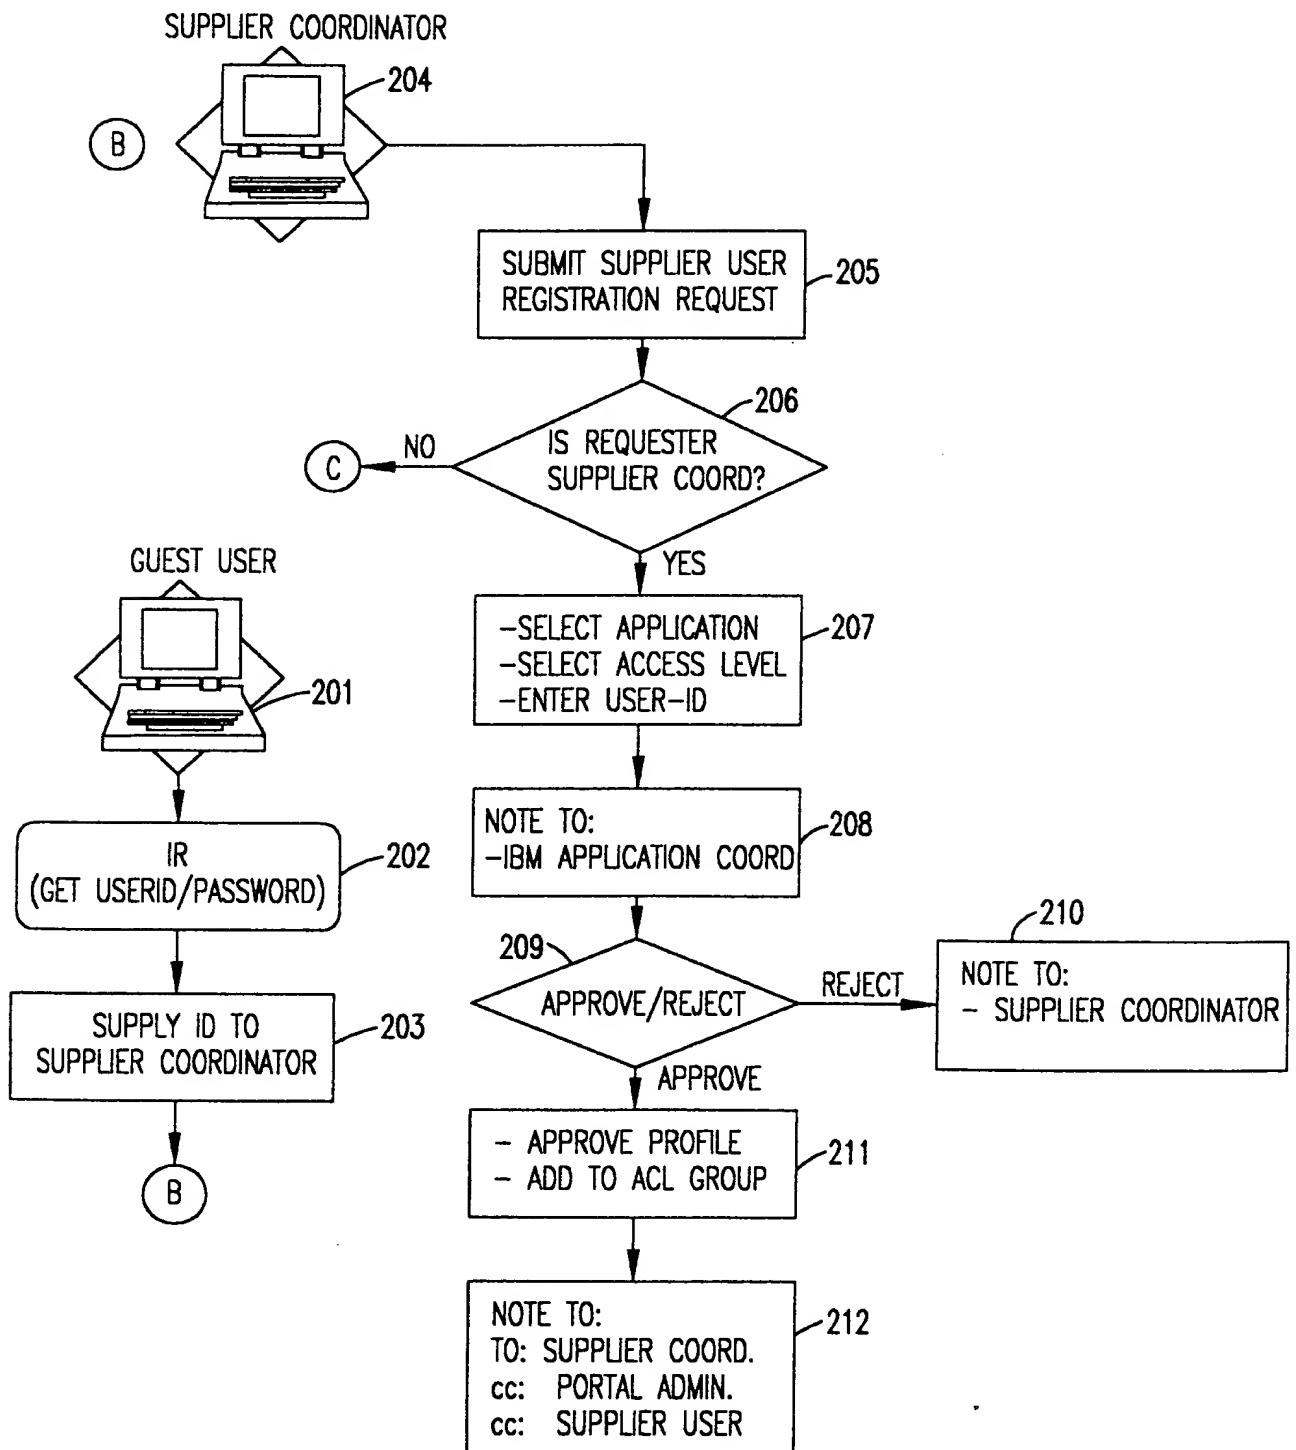 SUPPLIER COORDINATOR
204
B
SUBMIT SUPPLIER USER
REGISTRATION REQUEST
205
206
IS REQUESTER
SUPPLIER COORD?
NO
C
YES
GUEST USER
201
-SELECT APPLICATION
-SELECT ACCESS LEVEL
-ENTER USER-ID
207
IR
(GET USERID/PASSWORD)
202
NOTE TO:
-IBM APPLICATION COORD
208
SUPPLY ID TO
SUPPLIER COORDINATOR
203
B
209
APPROVE/REJECT
REJECT
210
NOTE TO:
- SUPPLIER COORDINATOR
APPROVE
- APPROVE PROFILE
- ADD TO ACL GROUP
211
NOTE TO:
TO: SUPPLIER COORD.
cc: PORTAL ADMIN.
cc: SUPPLIER USER
212